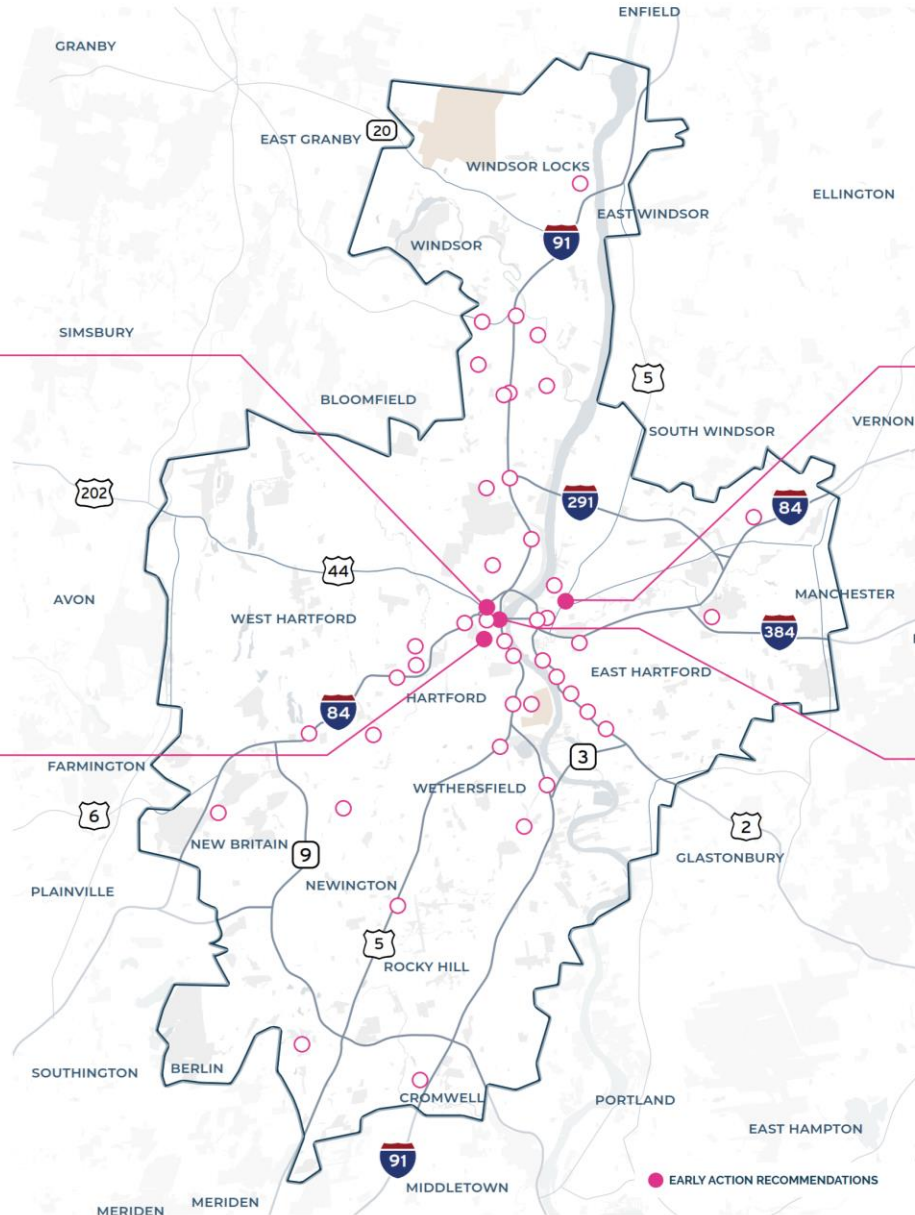 ENFIELD
GRANBY
20
EAST GRANBY
WINDSOR LOCKS
ELLINGTON
EAST WINDSOR
91
WINDSOR
SIMSBURY
5
BLOOMFIELD
VERNON
SOUTH WINDSOR
202
291
84
44
AVON
MANCHESTER
WEST HARTFORD
384
EAST HARTFORD
HARTFORD
84
3
FARMINGTON
WETHERSFIELD
6
2
NEW BRITAIN
9
GLASTONBURY
PLAINVILLE
NEWINGTON
5
ROCKY HILL
SOUTHINGTON
BERLIN
CROMWELL
PORTLAND
EAST HAMPTON
91
EARLY ACTION RECOMMENDATIONS
MIDDLETOWN
MERIDEN
MERIDEN